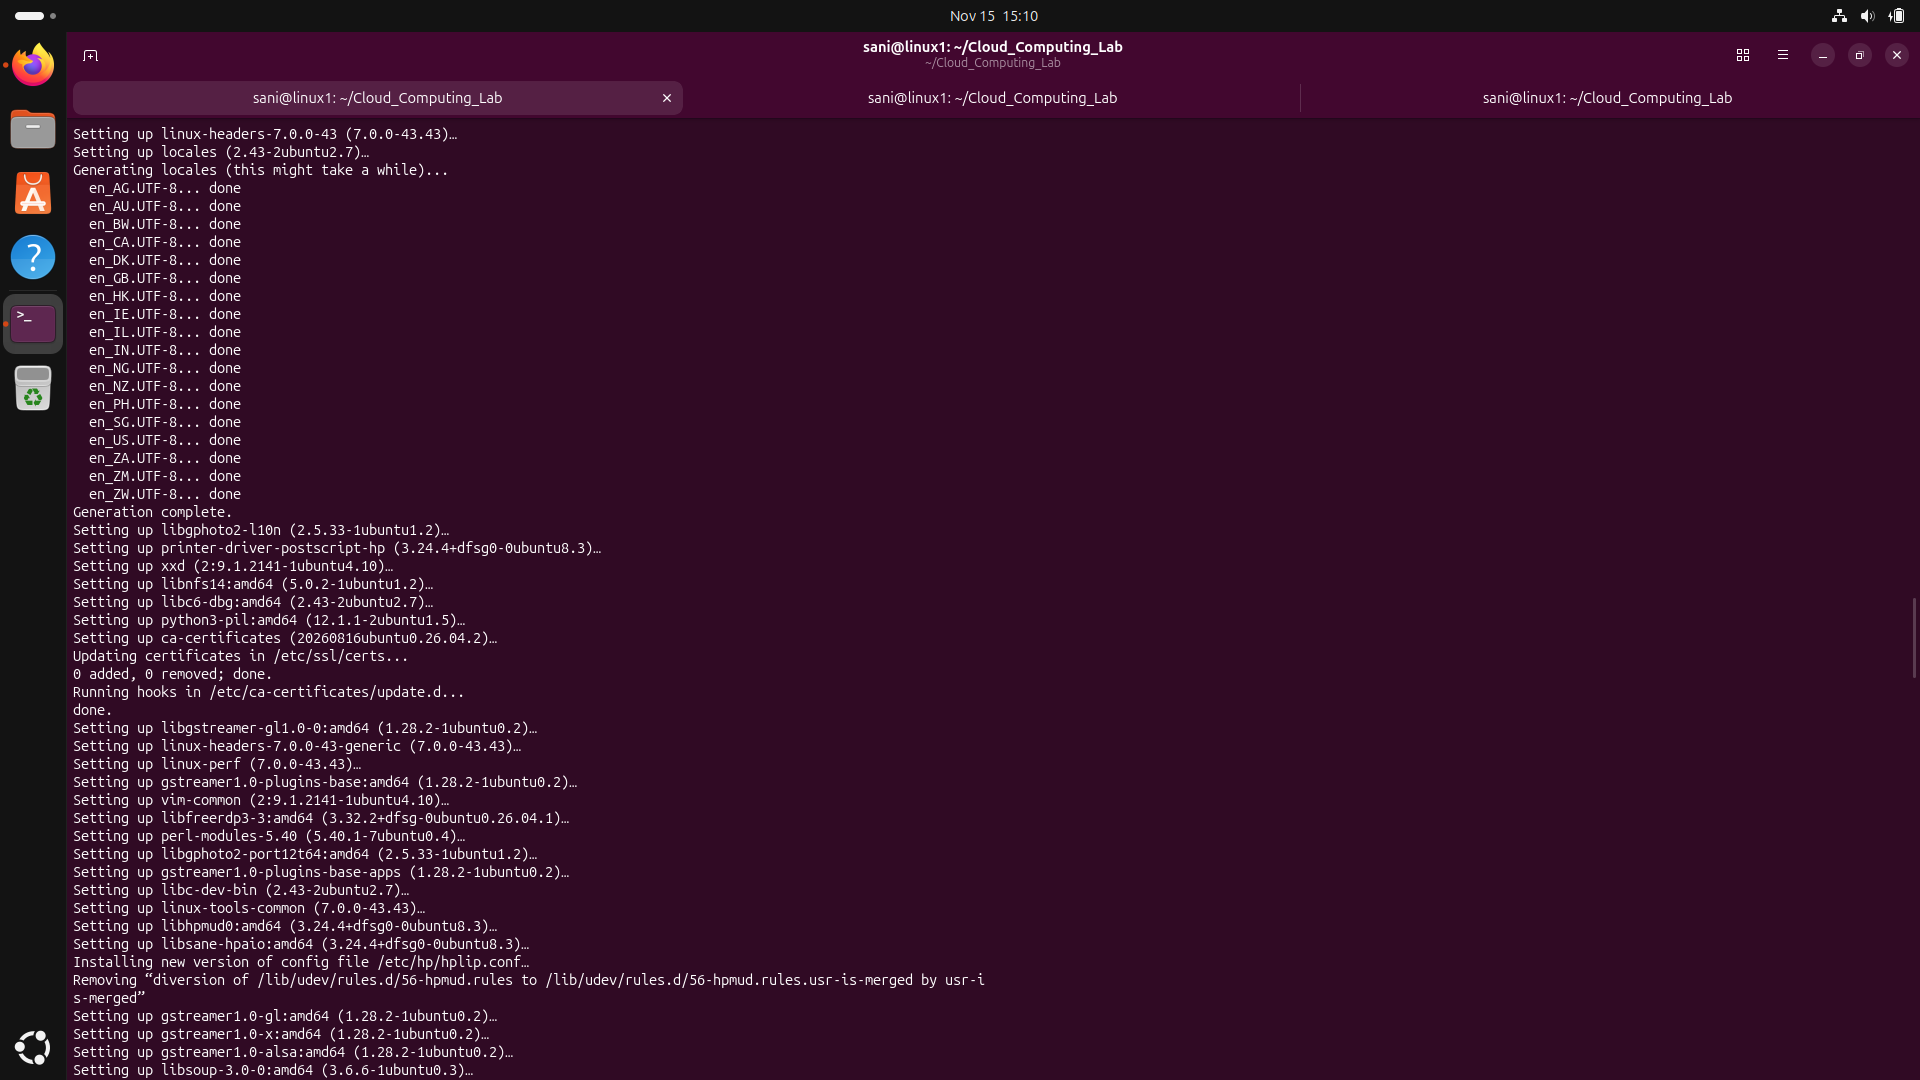 Nov 15 15:10
sani@linux1: ~/Cloud_Computing_Lab
~/Cloud_Computing_Lab
sani@linux1: ~/Cloud_Computing_Lab
sani@linux1: ~/Cloud_Computing_Lab
sani@linux1: ~/Cloud_Computing_Lab
Setting up linux-headers-7.0.0-43 (7.0.0-43.43)…
Setting up locales (2.43-2ubuntu2.7)…
Generating locales (this might take a while)...
  en_AG.UTF-8... done
  en_AU.UTF-8... done
  en_BW.UTF-8... done
  en_CA.UTF-8... done
  en_DK.UTF-8... done
  en_GB.UTF-8... done
  en_HK.UTF-8... done
  en_IE.UTF-8... done
  en_IL.UTF-8... done
  en_IN.UTF-8... done
  en_NG.UTF-8... done
  en_NZ.UTF-8... done
  en_PH.UTF-8... done
  en_SG.UTF-8... done
  en_US.UTF-8... done
  en_ZA.UTF-8... done
  en_ZM.UTF-8... done
  en_ZW.UTF-8... done
Generation complete.
Setting up libgphoto2-l10n (2.5.33-1ubuntu1.2)…
Setting up printer-driver-postscript-hp (3.24.4+dfsg0-0ubuntu8.3)…
Setting up xxd (2:9.1.2141-1ubuntu4.10)…
Setting up libnfs14:amd64 (5.0.2-1ubuntu1.2)…
Setting up libc6-dbg:amd64 (2.43-2ubuntu2.7)…
Setting up python3-pil:amd64 (12.1.1-2ubuntu1.5)…
Setting up ca-certificates (20260816ubuntu0.26.04.2)…
Updating certificates in /etc/ssl/certs...
0 added, 0 removed; done.
Running hooks in /etc/ca-certificates/update.d...
done.
Setting up libgstreamer-gl1.0-0:amd64 (1.28.2-1ubuntu0.2)…
Setting up linux-headers-7.0.0-43-generic (7.0.0-43.43)…
Setting up linux-perf (7.0.0-43.43)…
Setting up gstreamer1.0-plugins-base:amd64 (1.28.2-1ubuntu0.2)…
Setting up vim-common (2:9.1.2141-1ubuntu4.10)…
Setting up libfreerdp3-3:amd64 (3.32.2+dfsg-0ubuntu0.26.04.1)…
Setting up perl-modules-5.40 (5.40.1-7ubuntu0.4)…
Setting up libgphoto2-port12t64:amd64 (2.5.33-1ubuntu1.2)…
Setting up gstreamer1.0-plugins-base-apps (1.28.2-1ubuntu0.2)…
Setting up libc-dev-bin (2.43-2ubuntu2.7)…
Setting up linux-tools-common (7.0.0-43.43)…
Setting up libhpmud0:amd64 (3.24.4+dfsg0-0ubuntu8.3)…
Setting up libsane-hpaio:amd64 (3.24.4+dfsg0-0ubuntu8.3)…
Installing new version of config file /etc/hp/hplip.conf…
Removing “diversion of /lib/udev/rules.d/56-hpmud.rules to /lib/udev/rules.d/56-hpmud.rules.usr-is-merged by usr-i
s-merged”
Setting up gstreamer1.0-gl:amd64 (1.28.2-1ubuntu0.2)…
Setting up gstreamer1.0-x:amd64 (1.28.2-1ubuntu0.2)…
Setting up gstreamer1.0-alsa:amd64 (1.28.2-1ubuntu0.2)…
Setting up libsoup-3.0-0:amd64 (3.6.6-1ubuntu0.3)…